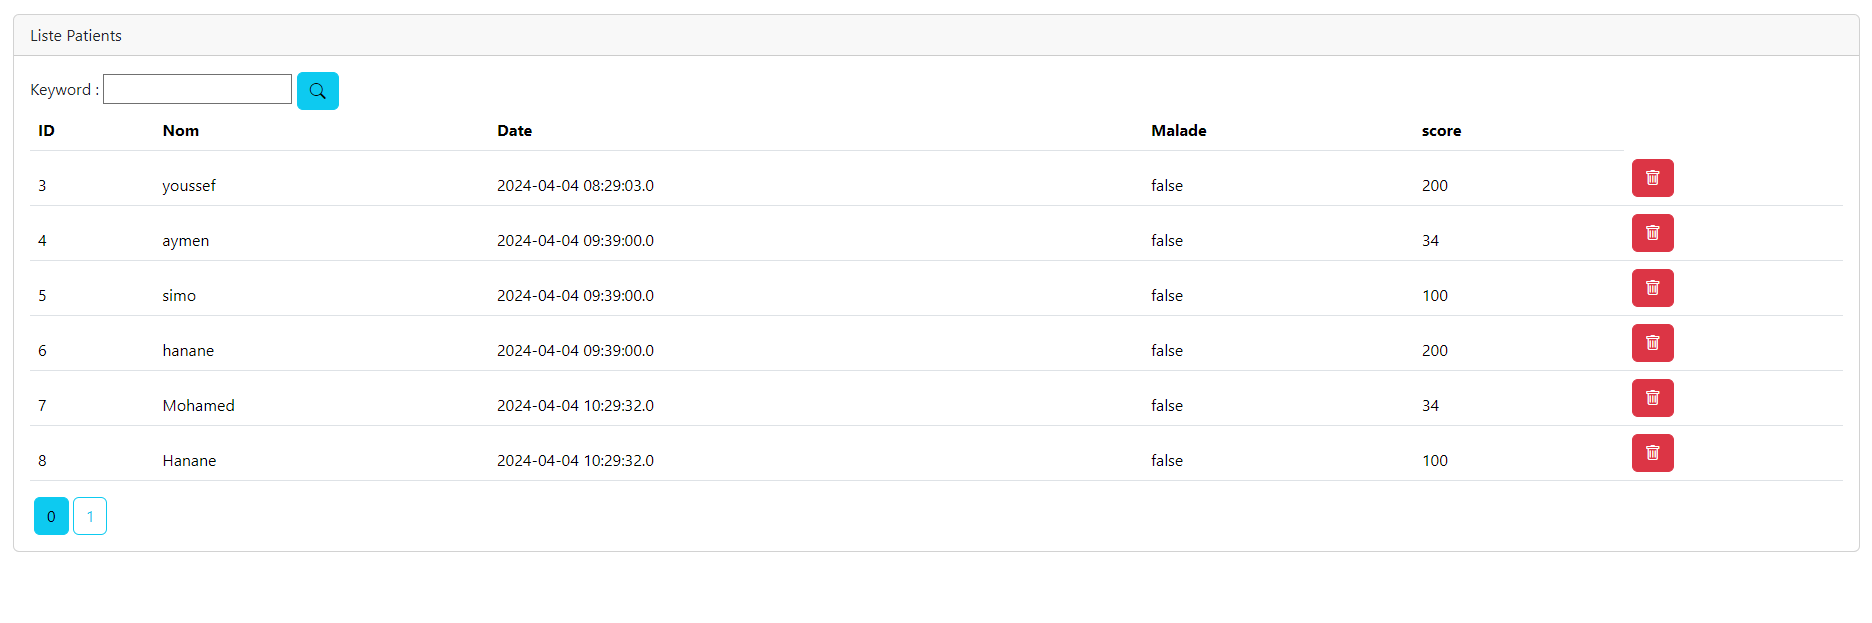 Liste Patients
Keyword :
ID Nom Date Malade score
3 youssef 2024-04-04 08:29:03.0 false 200
4 aymen 2024-04-04 09:39:00.0 false 34
5 simo 2024-04-04 09:39:00.0 false 100
6 hanane 2024-04-04 09:39:00.0 false 200
7 Mohamed 2024-04-04 10:29:32.0 false 34
8 Hanane 2024-04-04 10:29:32.0 false 100
0 1